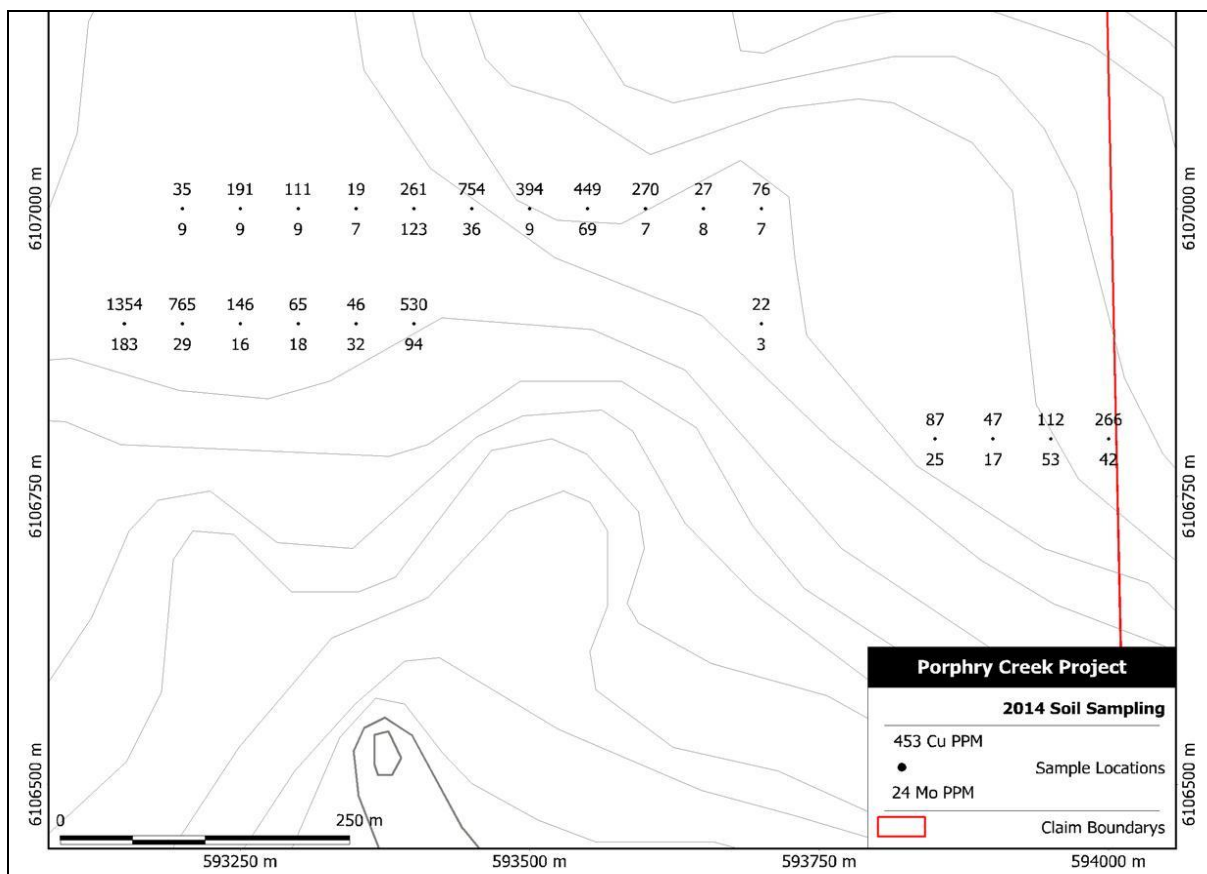 35 191 111 19 261 754 394 449 270 27 76
9 9 9 7 123 36 9 69 7 8 7
6107000 m
6107000 m
1354 765 146 65 46 530 22
183 29 16 18 32 94 3
87 47 112 266
25 17 53 42
6106750 m
6106750 m
Porphry Creek Project
2014 Soil Sampling
453 Cu PPM
Sample Locations
24 Mo PPM
Claim Boundarys
6106500 m
6106500 m
0 250 m
593250 m 593500 m 593750 m 594000 m